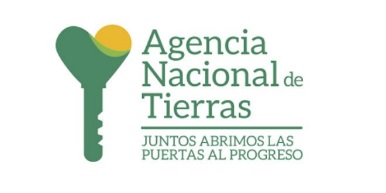 Agencia
Nacional de
Tierras
JUNTOS ABRIMOS LAS
PUERTAS AL PROGRESO